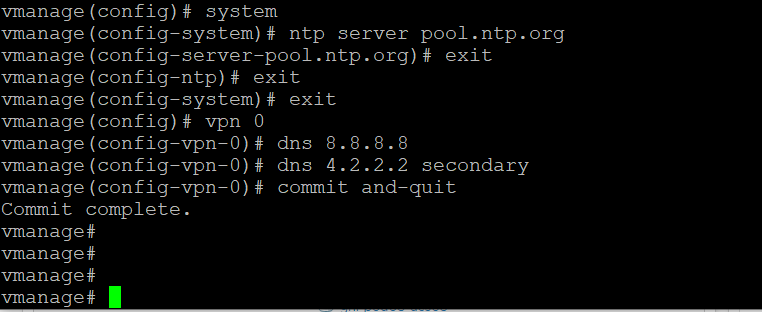 vmanage(config)# system
vmanage(config-system)# ntp server pool.ntp.org
vmanage(config-server-pool.ntp.org)# exit
vmanage(config-ntp)# exit
vmanage(config-system)# exit
vmanage(config)# vpn 0
vmanage(config-vpn-0)# dns 8.8.8.8
vmanage(config-vpn-0)# dns 4.2.2.2 secondary
vmanage(config-vpn-0)# commit and-quit
Commit complete.
vmanage#
vmanage#
vmanage#
vmanage#